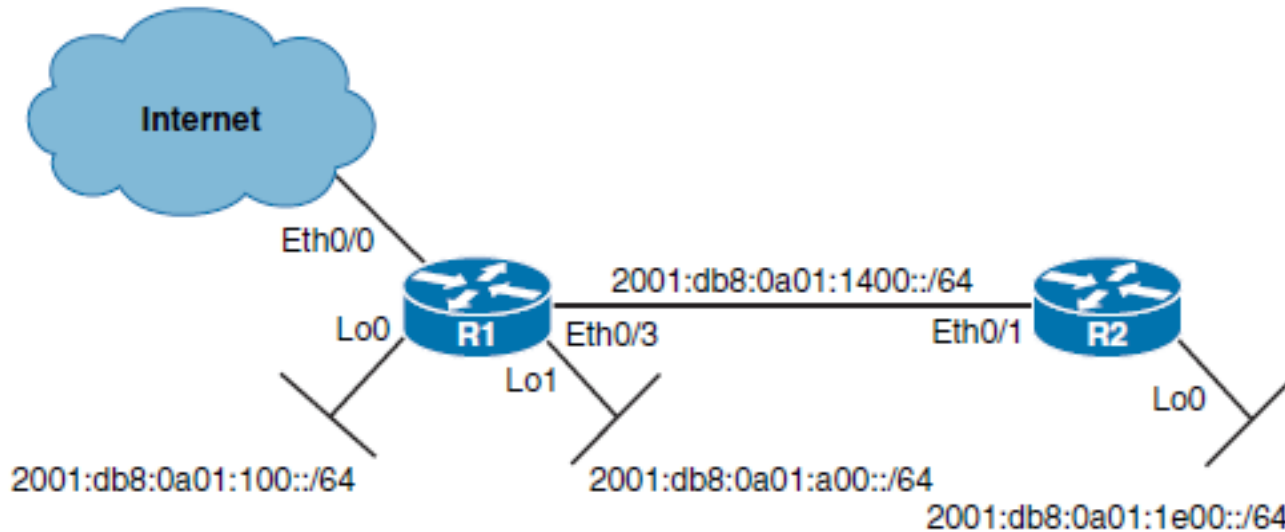 Internet
Eth0/0
2001:db8:0a01:1400::/64
Lo0
R1
Eth0/3
Eth0/1
R2
Lo1
Lo0
2001:db8:0a01:100::/64
2001:db8:0a01:a00::/64
2001:db8:0a01:1e00::/64